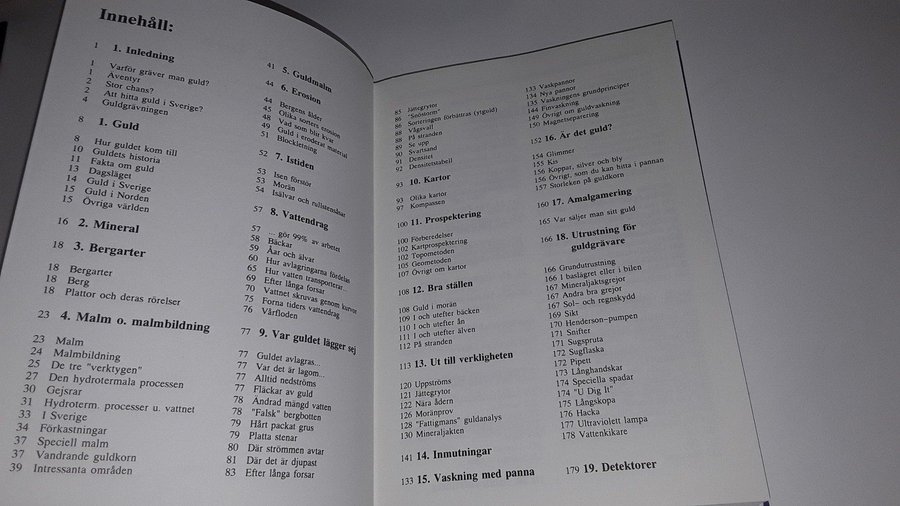 Innehåll:
1 1. Inledning
1 Varför gräver man guld?
1 Äventyr
2 Stor chans?
2 Att hitta guld i Sverige?
4 Guldgrävningen
8 1. Guld
8 Hur guldet kom till
10 Guldets historia
11 Fakta om guld
13 Dagsläger
14 Guld i Sverige
15 Guld i Norden
15 Övriga världen
16 2. Mineral
18 3. Bergarter
18 Bergarter
18 Berg
18 Plattor och deras rörelser
23 4. Malm o. malmbildning
23 Malm
24 Malmbildning
25 De tre "verktygen"
27 Den hydrotermala processen
30 Gejsrar
31 Hydroterm. processer u. vattnet
33 I Sverige
34 Förkastningar
37 Speciell malm
37 Vandrande guldkorn
39 Intressanta områden
41 5. Guldmalm
44 6. Erosion
44 Bergens ålder
45 Olika sorters erosion
48 Vad som blir kvar
49 Guld i eroderat material
51 Blockletning
52 7. Istiden
53 Isen förstör
53 Morän
54 Isälvar och rullstensåsar
57 8. Vattendrag
57 ... gör 99% av arbetet
58 Bäckar
59 Åar och älvar
60 Hur avlagringarna fördelas
65 Hur vatten transporterar...
69 Efter långa forsar
70 Vattnet skruvas genom kurvor
75 Forna tiders vattendrag
76 Vårfloden
77 9. Var guldet lägger sej
77 Guldet avlagras...
77 Var det är lagom...
77 Alltid nedströms
77 Fläckar av guld
78 Ändrad mängd vatten
78 "Falsk" bergbotten
79 Hårt packat grus
79 Platta stenar
80 Där strömmen avtar
81 Där det är djupast
83 Efter långa forsar
85 Jättegrytor
86 "Snöstorm"
86 Sorteringen förbättras (ytguld)
88 Vågsvall
88 På stranden
89 Se upp
90 Svartsand
91 Densitet
92 Densitetstabell
93 10. Kartor
93 Olika kartor
97 Kompassen
100 11. Prospektering
100 Förberedelser
102 Kartprospektering
102 Topometoden
105 Geometoden
107 Övrigt om kartor
108 12. Bra ställen
108 Guld i morän
109 I och utefter bäcken
110 I och utefter ån
111 I och utefter älven
112 På stranden
113 13. Ut till verkligheten
120 Uppströms
121 Jättegrytor
122 Nära ådern
126 Moränprov
128 "Fattigmans" guldanalys
130 Mineraljakten
141 14. Inmutningar
133 15. Vaskning med panna
133 Vaskpannor
134 Nya pannor
135 Vaskningens grundprinciper
144 Finvaskning
149 Övrigt om guldvaskning
150 Magnetseparering
152 16. Är det guld?
154 Glimmer
155 Kis
156 Koppar, silver och bly
156 Övrigt, som du kan hitta i pannan
157 Storleken på guldkorn
160 17. Amalgamering
165 Var säljer man sitt guld
166 18. Utrustning för
guldgrävare
166 Grundutrustning
166 I baslägret eller i bilen
167 Mineraljaktsgrejor
167 Andra bra grejor
167 Sol- och regnskydd
169 Sikt
170 Henderson-pumpen
171 Snifter
171 Sugspruta
172 Sugflaska
172 Pipett
173 Långhandskar
174 Speciella spadar
174 "U Dig It"
175 Långskopa
176 Hacka
177 Ultraviolett lampa
178 Vattenkikare
179 19. Detektorer